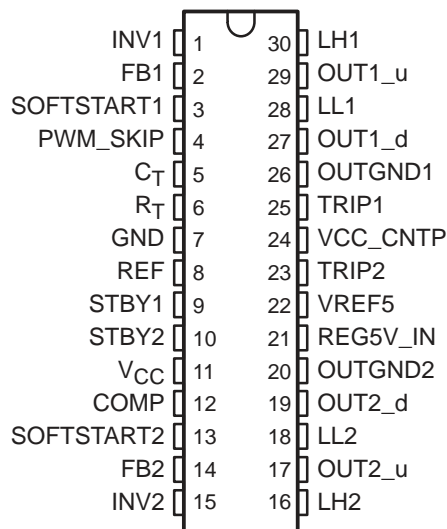 INV1 1 30 LH1
FB1 2 29 OUT1_u
SOFTSTART1 3 28 LL1
PWM_SKIP 4 27 OUT1_d
CT 5 26 OUTGND1
RT 6 25 TRIP1
GND 7 24 VCC_CNTP
REF 8 23 TRIP2
STBY1 9 22 VREF5
STBY2 10 21 REG5V_IN
VCC 11 20 OUTGND2
COMP 12 19 OUT2_d
SOFTSTART2 13 18 LL2
FB2 14 17 OUT2_u
INV2 15 16 LH2